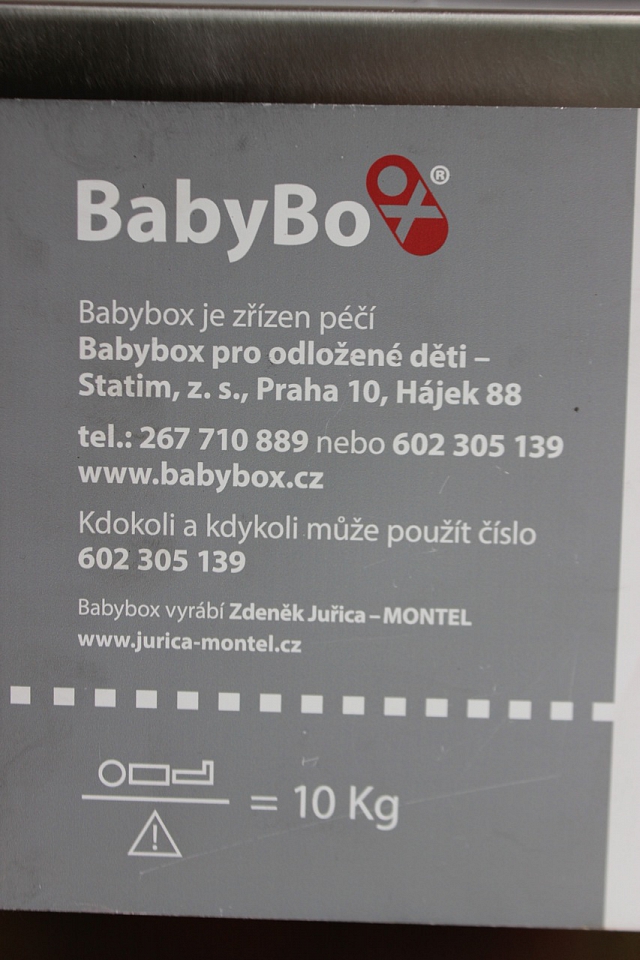 BabyBox®
Babybox je zřízen péčí
Babybox pro odložené děti –
Statim, z. s., Praha 10, Hájek 88
tel.: 267 710 889 nebo 602 305 139
www.babybox.cz
Kdokoli a kdykoli může použít číslo
602 305 139
Babybox vyrábí Zdeněk Juřica – MONTEL
www.jurica-montel.cz
= 10 Kg